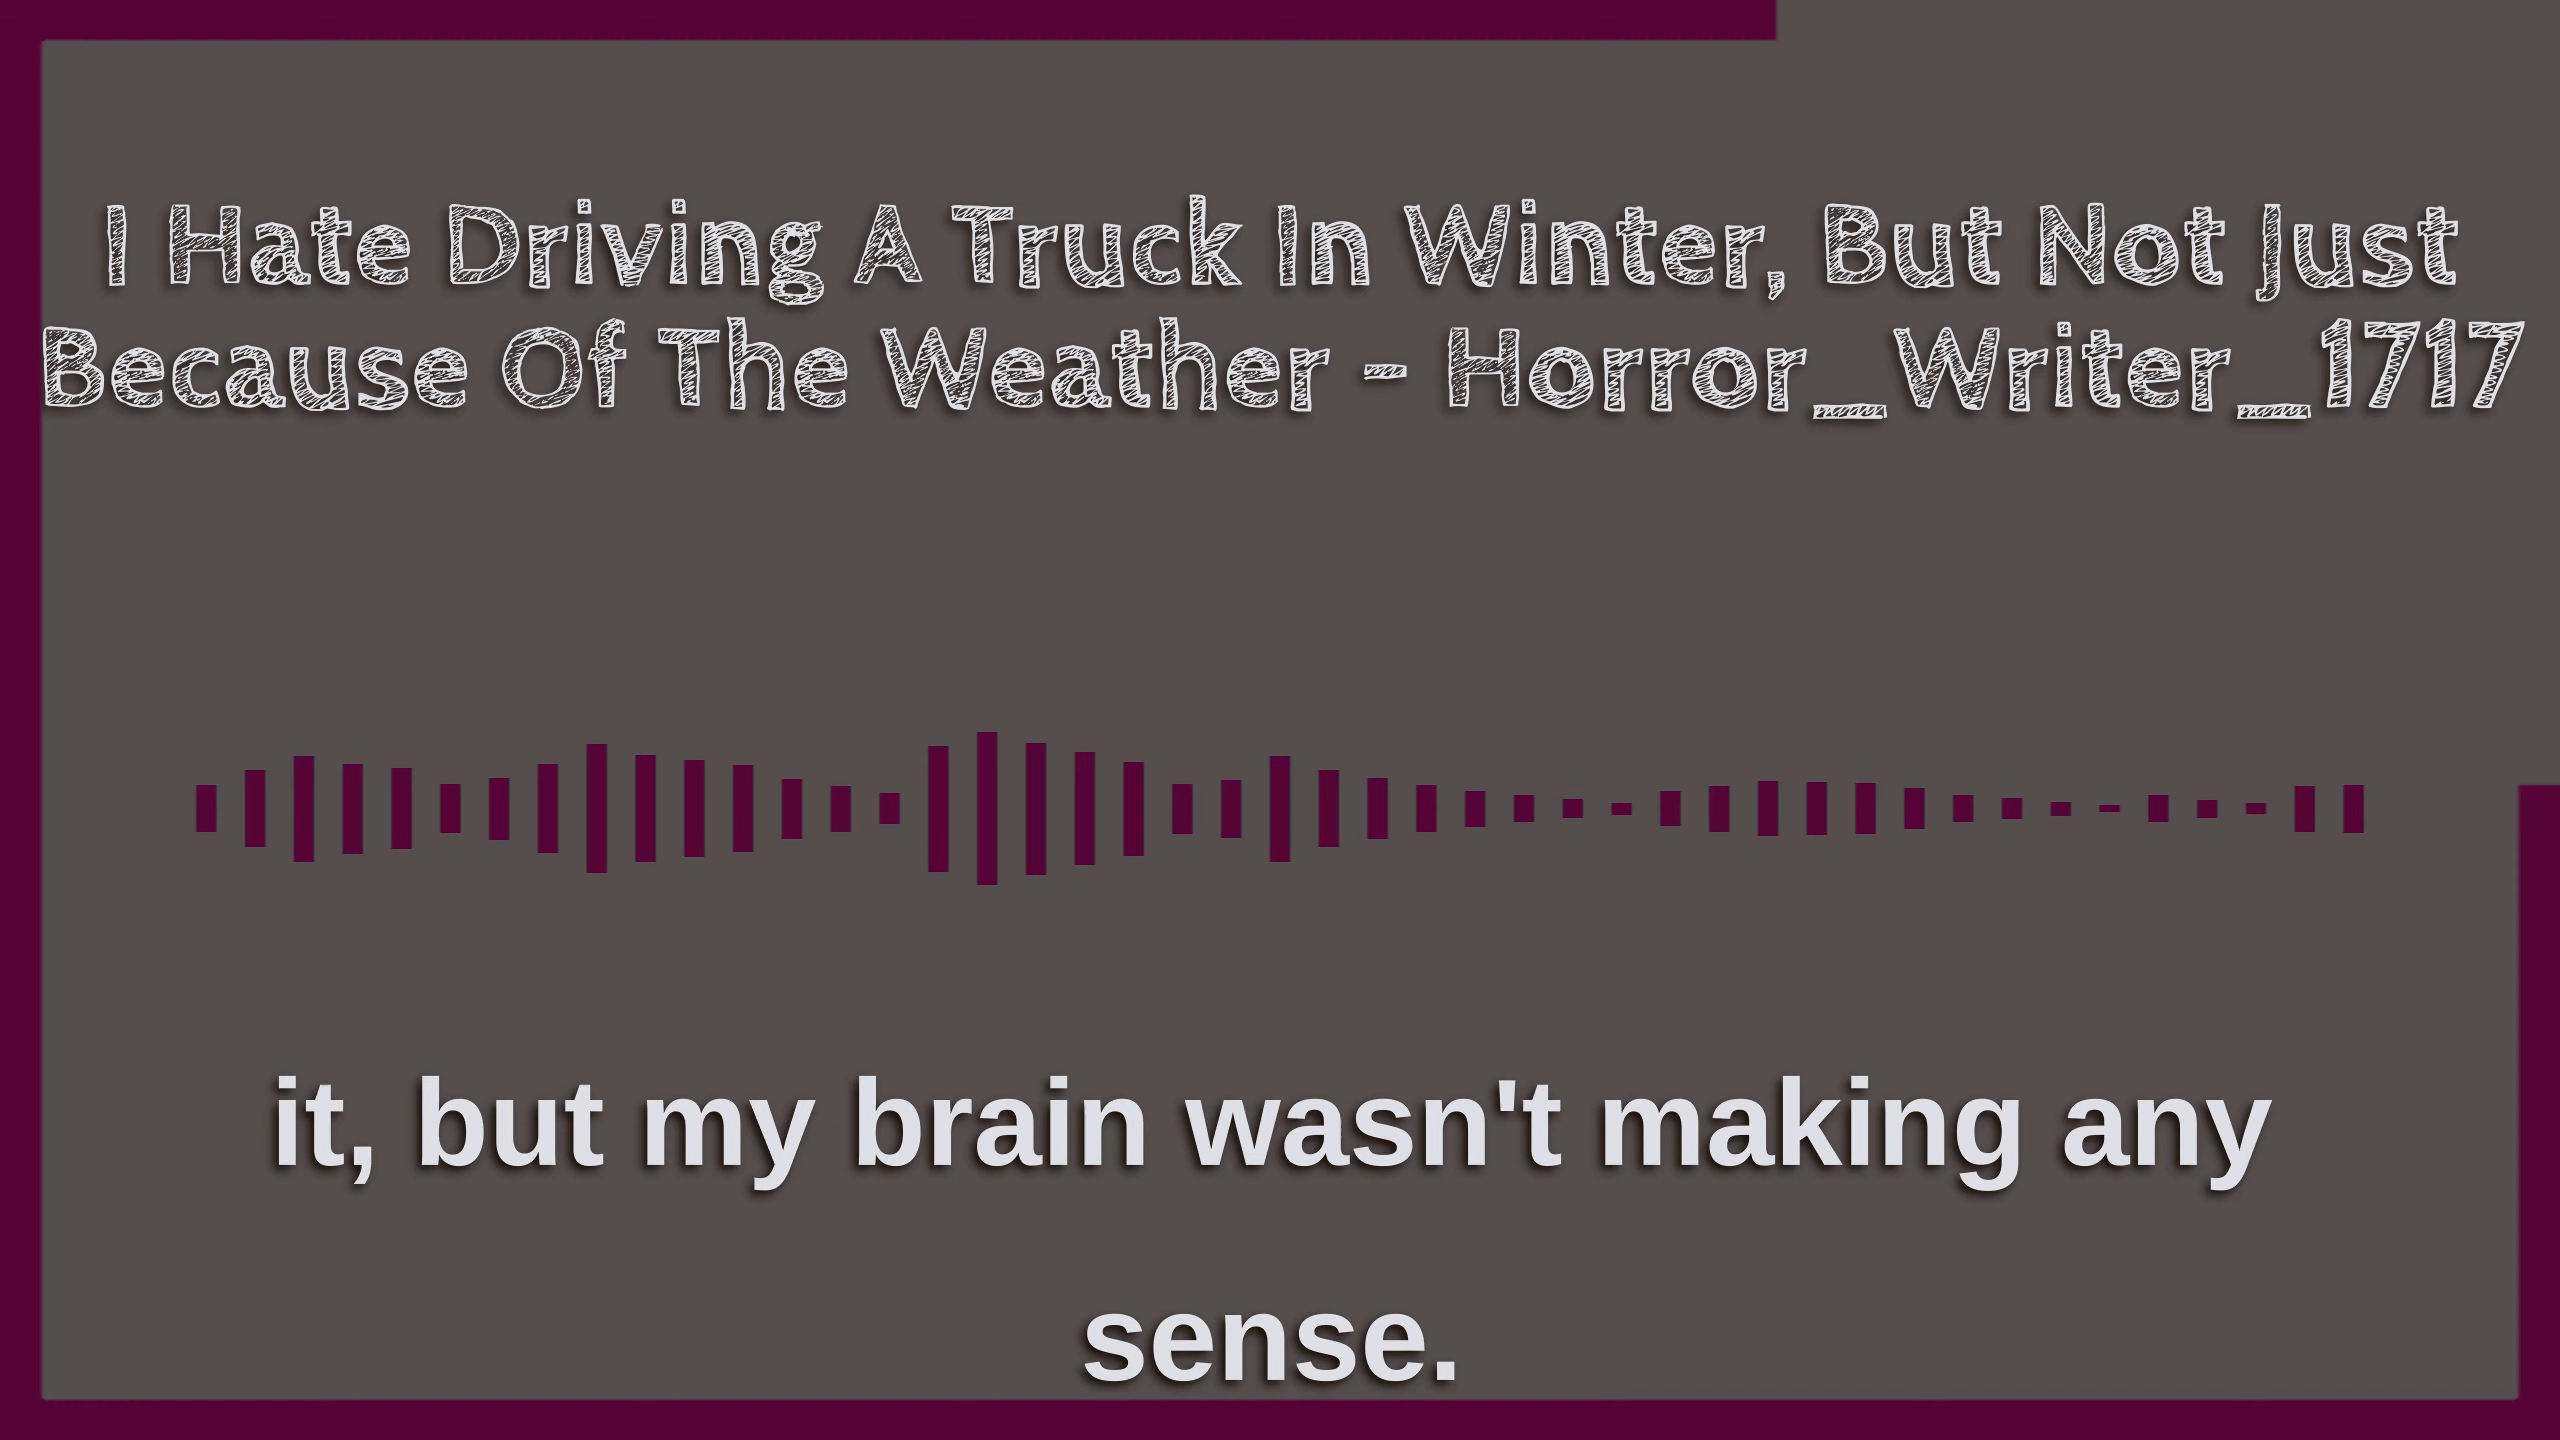 I Hate Driving A Truck In Winter, But Not Just
Because Of The Weather - Horror_Writer_1717
it, but my brain wasn't making any
sense.